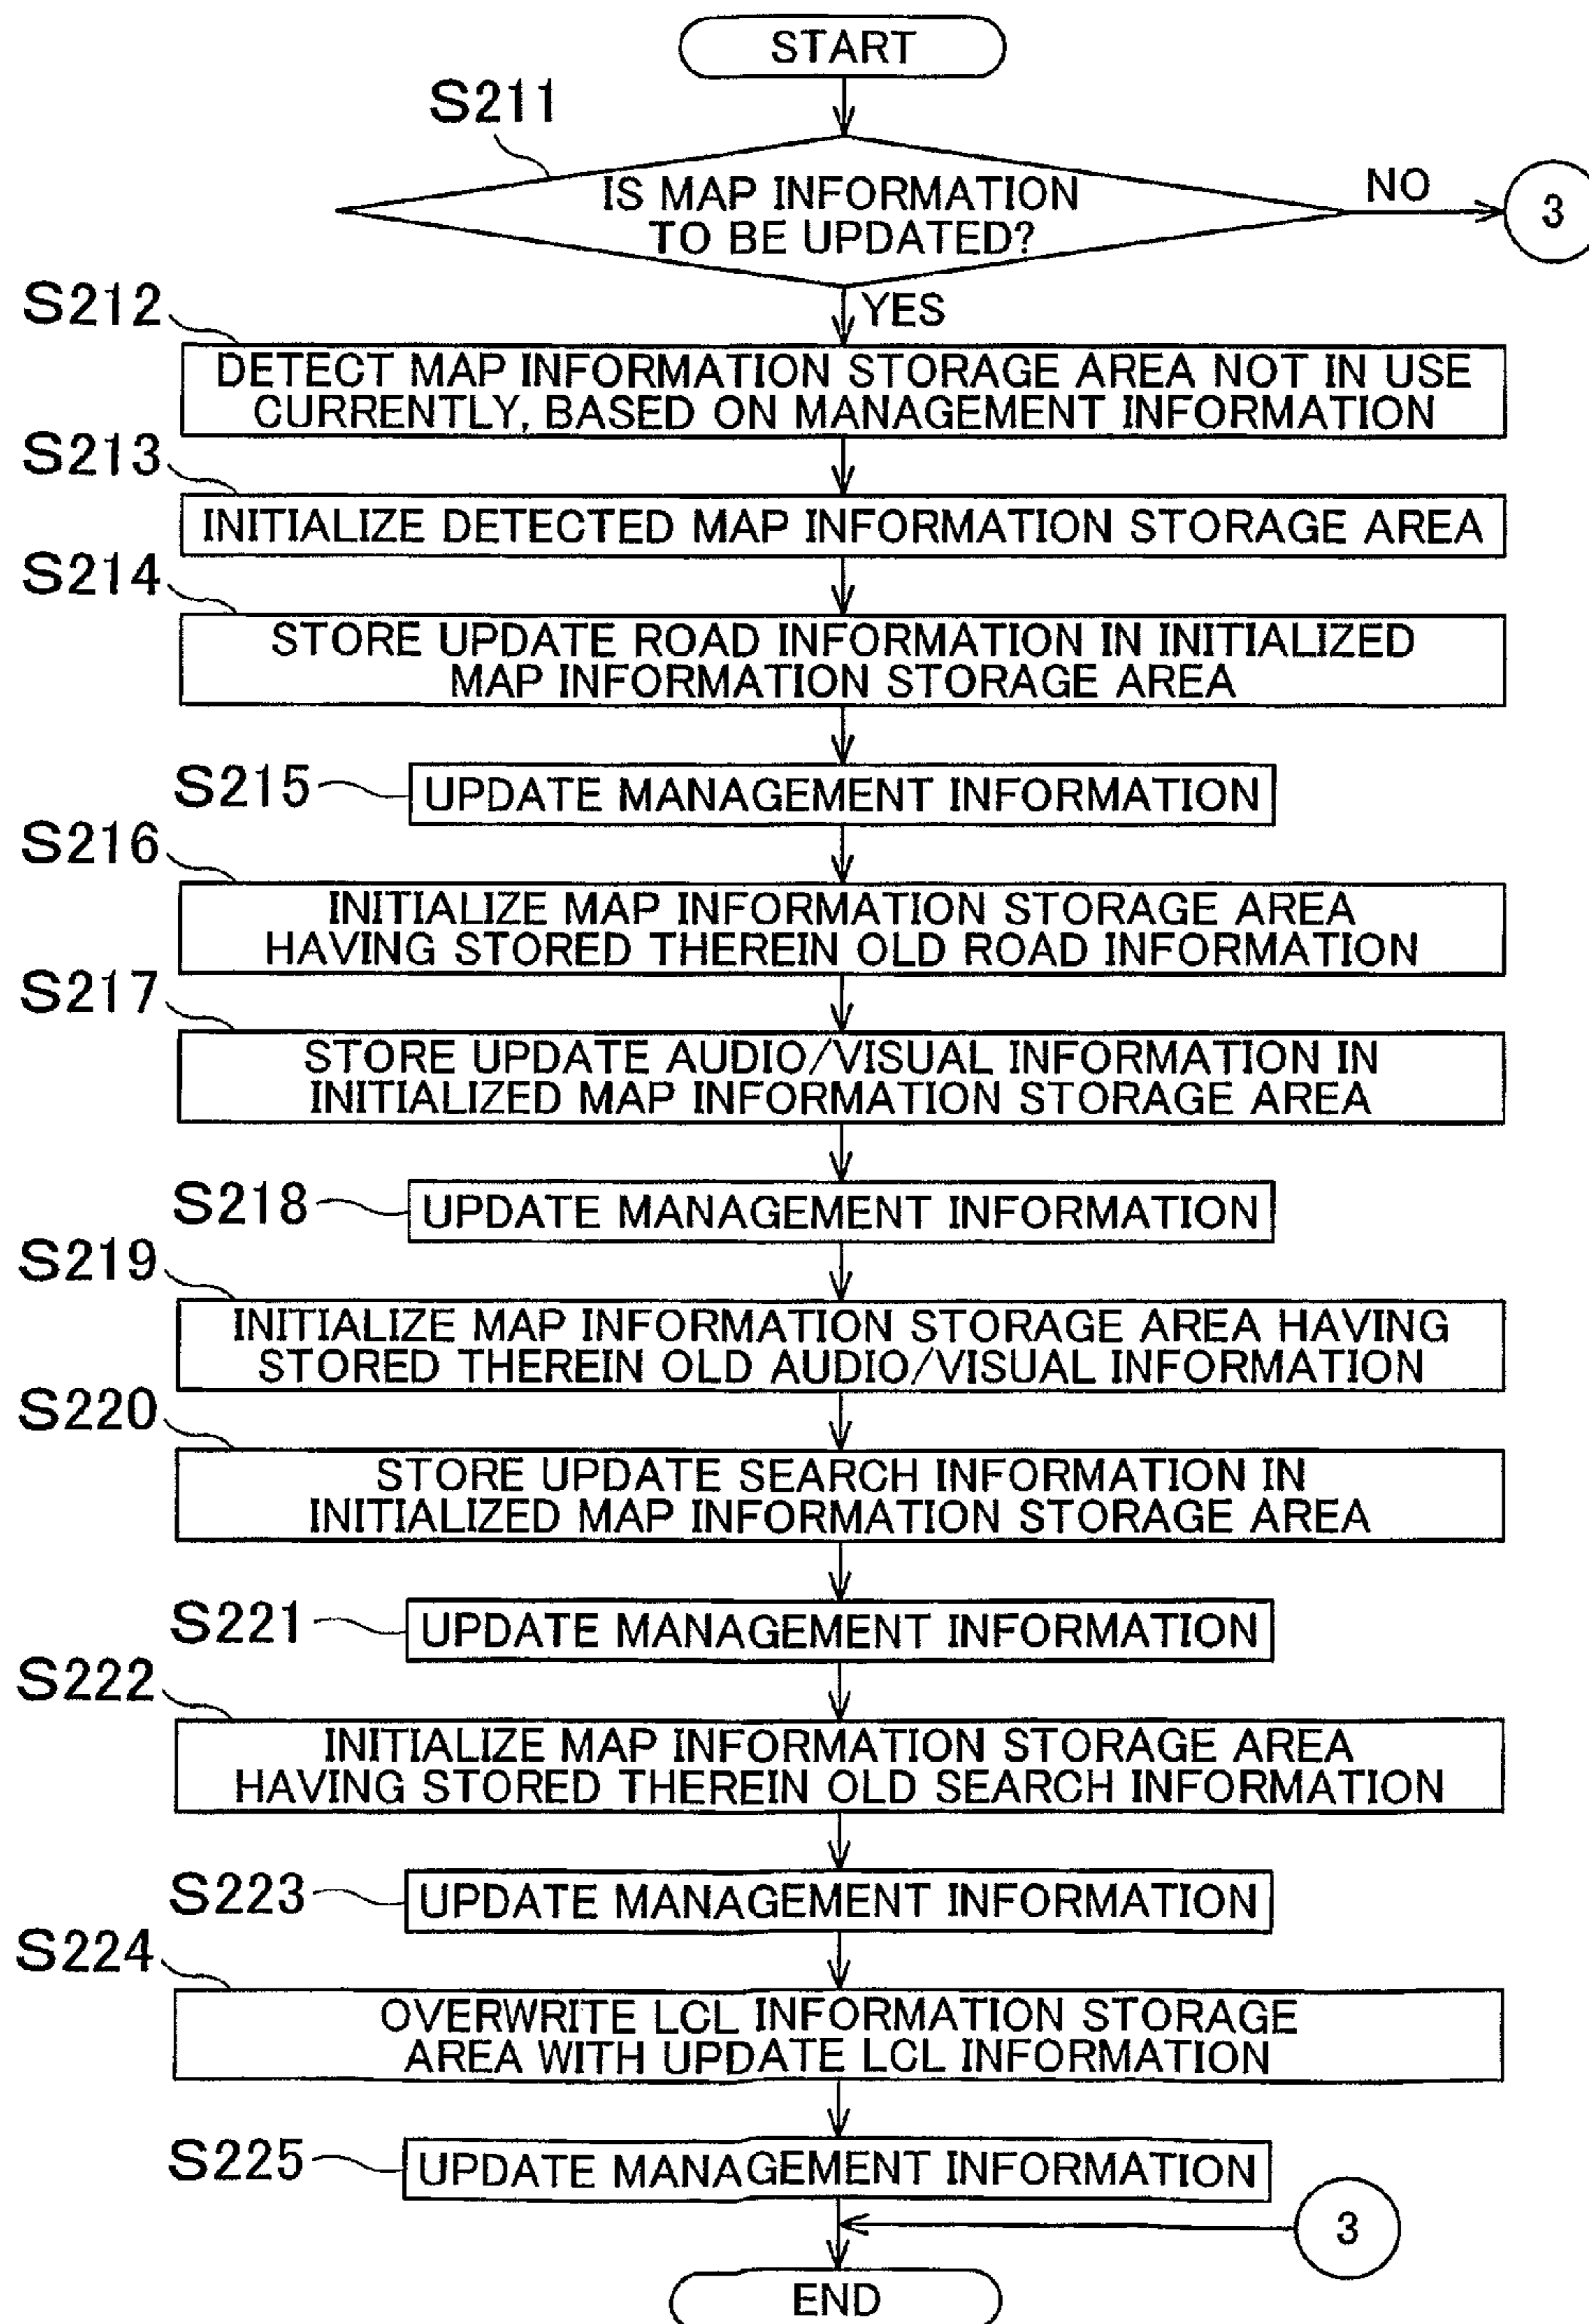 START
S211
IS MAP INFORMATION
TO BE UPDATED?
NO
3
YES
S212
DETECT MAP INFORMATION STORAGE AREA NOT IN USE
CURRENTLY, BASED ON MANAGEMENT INFORMATION
S213
INITIALIZE DETECTED MAP INFORMATION STORAGE AREA
S214
STORE UPDATE ROAD INFORMATION IN INITIALIZED
MAP INFORMATION STORAGE AREA
S215
UPDATE MANAGEMENT INFORMATION
S216
INITIALIZE MAP INFORMATION STORAGE AREA
HAVING STORED THEREIN OLD ROAD INFORMATION
S217
STORE UPDATE AUDIO/VISUAL INFORMATION IN
INITIALIZED MAP INFORMATION STORAGE AREA
S218
UPDATE MANAGEMENT INFORMATION
S219
INITIALIZE MAP INFORMATION STORAGE AREA HAVING
STORED THEREIN OLD AUDIO/VISUAL INFORMATION
S220
STORE UPDATE SEARCH INFORMATION IN
INITIALIZED MAP INFORMATION STORAGE AREA
S221
UPDATE MANAGEMENT INFORMATION
S222
INITIALIZE MAP INFORMATION STORAGE AREA
HAVING STORED THEREIN OLD SEARCH INFORMATION
S223
UPDATE MANAGEMENT INFORMATION
S224
OVERWRITE LCL INFORMATION STORAGE
AREA WITH UPDATE LCL INFORMATION
S225
UPDATE MANAGEMENT INFORMATION
3
END